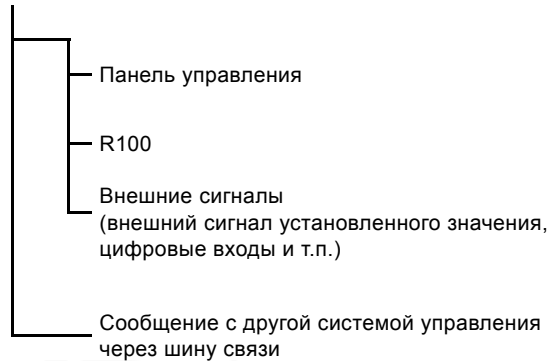 Панель управления
R100
Внешние сигналы
(внешний сигнал установленного значения,
цифровые входы и т.п.)
Сообщение с другой системой управления
через шину связи